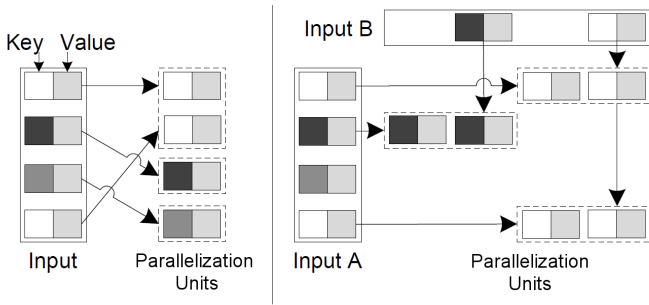 Key Value
Input
Parallelization
Units
Input B
Input A
Parallelization
Units